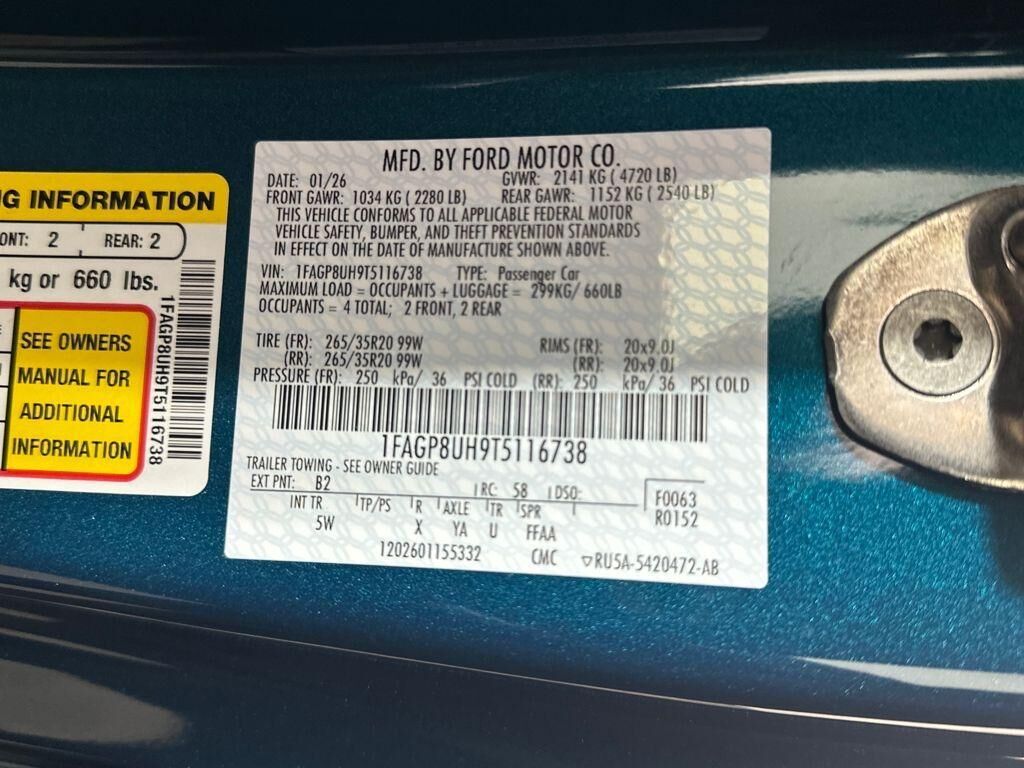 G INFORMATION
ONT: 2 REAR: 2
kg or 660 lbs.
SEE OWNERS
MANUAL FOR
ADDITIONAL
INFORMATION
1FAGP8UH9T5116738
MFD. BY FORD MOTOR CO.
DATE: 01/26 GVWR: 2141 KG ( 4720 LB)
FRONT GAWR: 1034 KG ( 2280 LB) REAR GAWR: 1152 KG ( 2540 LB)
THIS VEHICLE CONFORMS TO ALL APPLICABLE FEDERAL MOTOR
VEHICLE SAFETY, BUMPER, AND THEFT PREVENTION STANDARDS
IN EFFECT ON THE DATE OF MANUFACTURE SHOWN ABOVE.
VIN: 1FAGP8UH9T5116738 TYPE: Passenger Car
MAXIMUM LOAD = OCCUPANTS + LUGGAGE = 299KG/ 660LB
OCCUPANTS = 4 TOTAL; 2 FRONT, 2 REAR
TIRE (FR): 265/35R20 99W RIMS (FR): 20x9.0J
(RR): 265/35R20 99W (RR): 20x9.0J
PRESSURE (FR): 250 kPa/ 36 PSI COLD (RR): 250 kPa/ 36 PSI COLD
1FAGP8UH9T5116738
TRAILER TOWING - SEE OWNER GUIDE
EXT PNT: B2 RC: 58 DSO: F0063
INT TR TP/PS R AXLE TR SPR R0152
5W X YA U FFAA
1202601155332 CMC ▽RU5A-5420472-AB